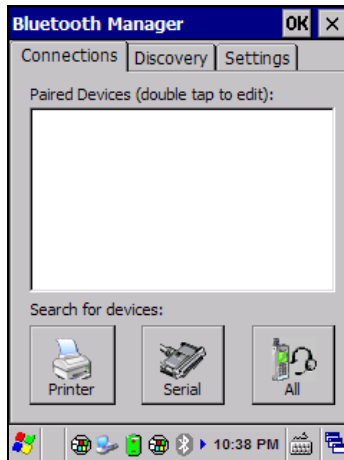 Bluetooth Manager OK ×
Connections Discovery Settings
Paired Devices (double tap to edit):
Search for devices:
Printer Serial All
10:38 PM